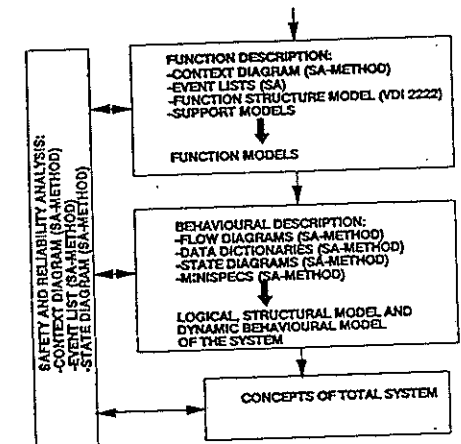 FUNCTION DESCRIPTION:
-CONTEXT DIAGRAM (SA-METHOD)
-EVENT LISTS (SA)
-FUNCTION STRUCTURE MODEL (VDI 2222)
-SUPPORT MODELS
FUNCTION MODELS
SAFETY AND RELIABILITY ANALYSIS:
-CONTEXT DIAGRAM (SA-METHOD)
-EVENT LIST (SA-METHOD)
-STATE DIAGRAM (SA-METHOD)
BEHAVIOURAL DESCRIPTION:
-FLOW DIAGRAMS (SA-METHOD)
-DATA DICTIONARIES (SA-METHOD)
-STATE DIAGRAMS (SA-METHOD)
-MINISPECS (SA-METHOD)
LOGICAL, STRUCTURAL MODEL AND
DYNAMIC BEHAVIOURAL MODEL
OF THE SYSTEM
CONCEPTS OF TOTAL SYSTEM